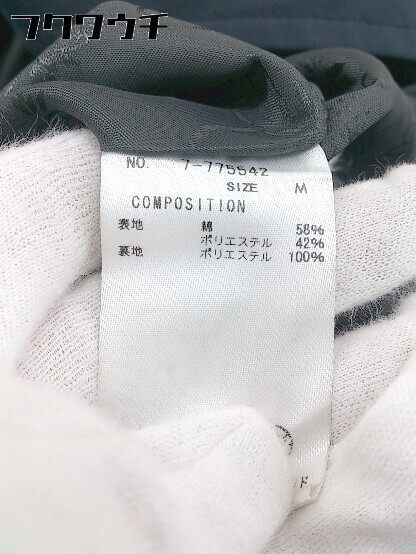 フクワウチ
NO. 7-775542
SIZE M
COMPOSITION
表地 綿 58%
ポリエステル 42%
裏地 ポリエステル 100%
ド